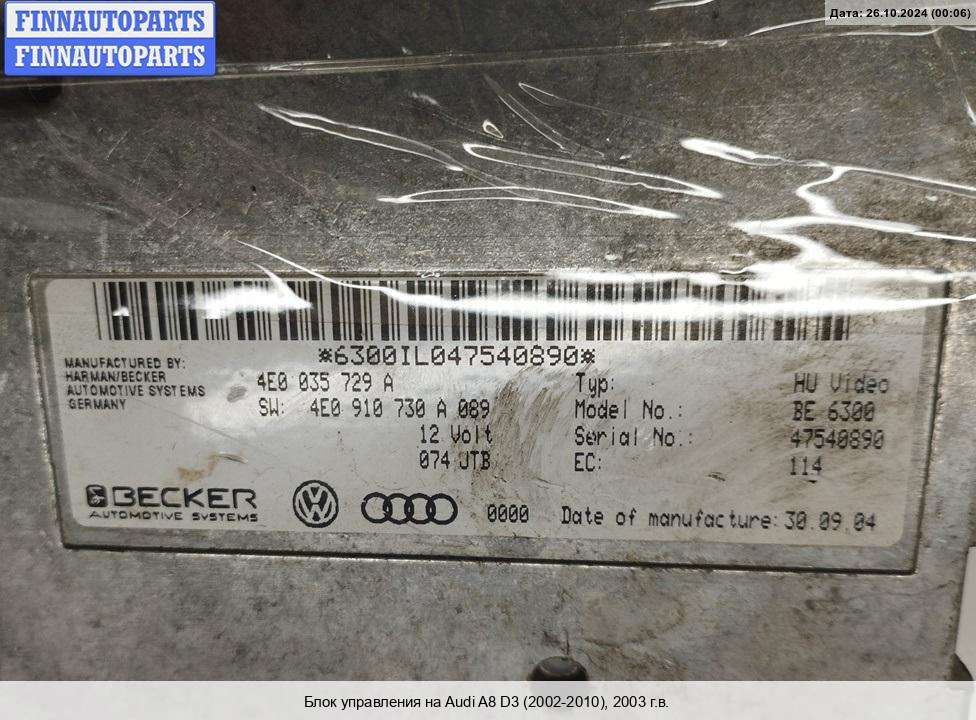 FINNAUTOPARTS
FINNAUTOPARTS
Дата: 26.10.2024 (00:06)
*6300IL047540890*
MANUFACTURED BY:
HARMAN/BECKER
AUTOMOTIVE SYSTEMS
GERMANY
4E0 035 729 A
SW: 4E0 910 730 A 089
12 Volt
074 JTB
Typ: HU Video
Model No.: BE 6300
Serial No.: 47540890
EC: 114
BECKER
AUTOMOTIVE SYSTEMS
0000
Date of manufacture: 30.09.04
Блок управления на Audi A8 D3 (2002-2010), 2003 г.в.